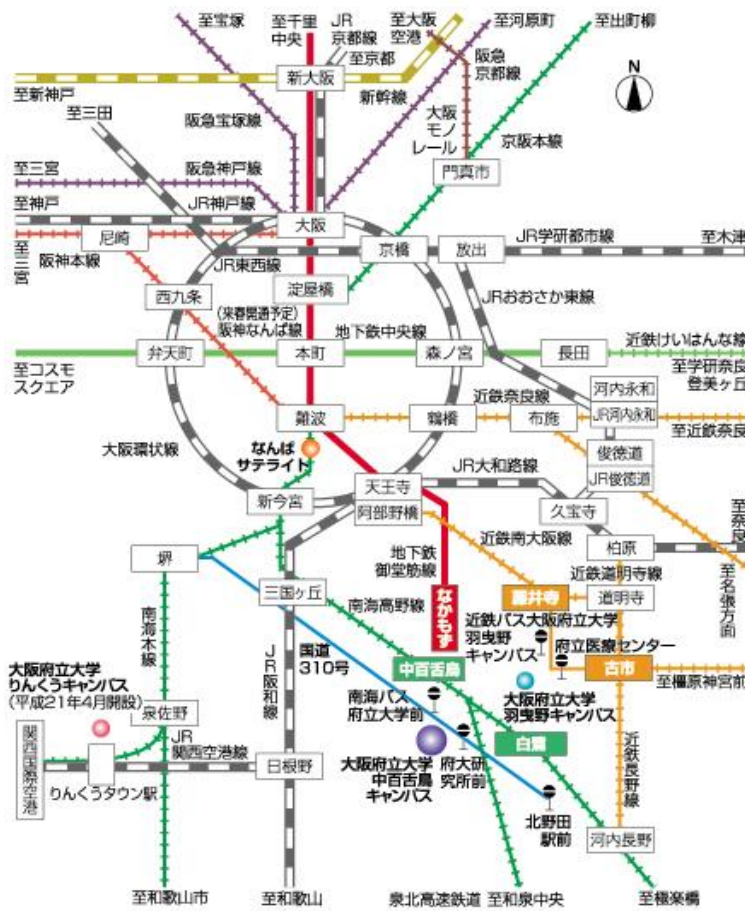 至宝塚
至千里
中央
JR
京都線
至京都
至大阪
空港
至河原町
至出町柳
阪急
京都線
新大阪
至新神戸
新幹線
N
至三田
阪急宝塚線
大阪
モノ
レール
京阪本線
門真市
至三宮
阪急神戸線
至神戸
JR神戸線
大阪
尼崎
京橋
放出
JR学研都市線
至木津
至三宮
阪神本線
JR東西線
淀屋橋
西九条
JRおおさか東線
(来春開通予定)
阪神なんば線
地下鉄中央線
近鉄けいはんな線
弁天町
本町
森ノ宮
長田
至コスモ
スクエア
至学研奈良
登美ヶ丘
近鉄奈良線
河内永和
JR河内永和
難波
鶴橋
布施
至近鉄奈良
大阪環状線
なんば
サテライト
俊徳道
JR俊徳道
JR大和路線
天王寺
阿部野橋
新今宮
久宝寺
至奈良
近鉄南大阪線
柏原
堺
地下鉄
御堂筋線
近鉄道明寺線
至名張方面
三国ヶ丘
南海高野線
なかもず
藤井寺
道明寺
南海本線
近鉄バス大阪府立大学
羽曳野
キャンパス
府立医療センター
国道
310号
中百舌鳥
古市
大阪府立大学
りんくうキャンパス
(平成21年4月開設)
JR阪和線
南海バス
府立大学前
大阪府立大学
羽曳野キャンパス
至橿原神宮前
泉佐野
白鷺
JR
関西空港線
関西国際空港
りんくうタウン駅
日根野
大阪府立大学
中百舌鳥
キャンパス
府大研
究所前
近鉄長野線
北野田
駅前
河内長野
至和歌山市
至和歌山
泉北高速鉄道
至和泉中央
至極楽橋